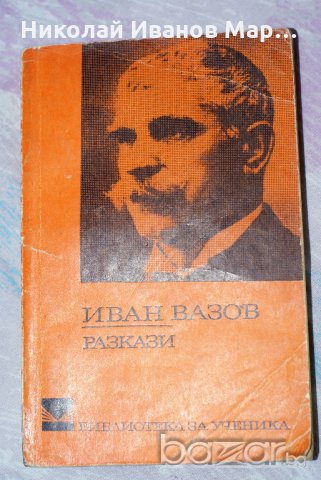 Николай Иванов Мар...
ИВАН ВАЗОВ
РАЗКАЗИ
БИБЛИОТЕКА ЗА УЧЕНИКА
bazar.bg